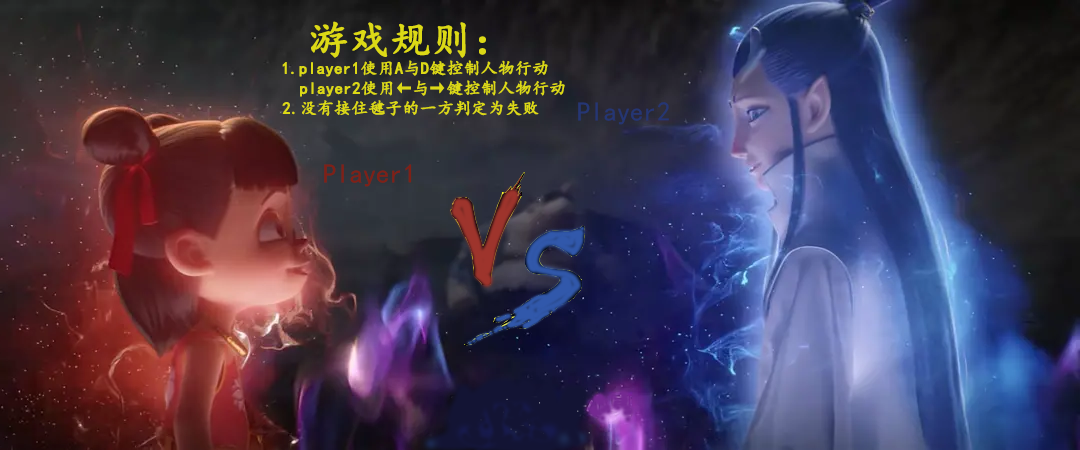 游戏规则：
1.player1使用A与D键控制人物行动
player2使用←与→键控制人物行动
2.没有接住毽子的一方判定为失败
Player2
Player1
VS